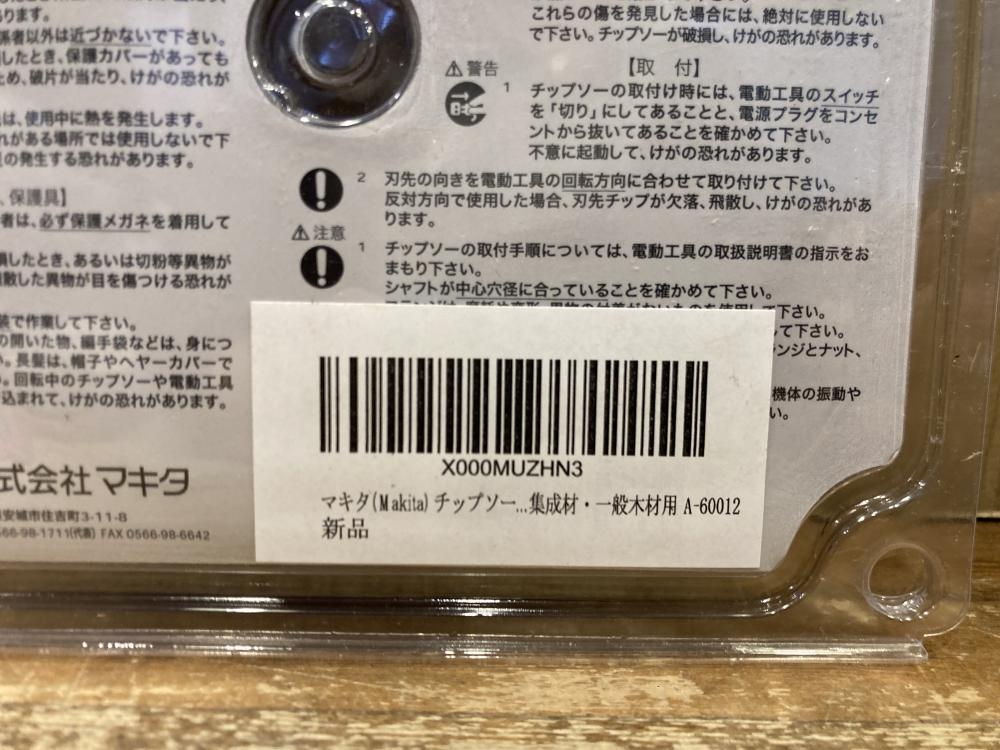 あります。
係者以外は近づかないで下さい。
したとき、保護カバーがあっても
ため、破片が当たり、けがの恐れが
は、使用中に熱を発生します。
れがある場所では使用しないで下
の発生する恐れがあります。
、保護具】
者は、必ず保護メガネを着用して
損したとき、あるいは切粉等異物が
散した異物が目を傷つける恐れが
装で作業して下さい。
の開いた物、編手袋などは、身につ
い。長髪は、帽子やヘヤーカバーで
。回転中のチップソーや電動工具
込まれて、けがの恐れがあります。
式会社 マキタ
安城市住吉町3-11-8
566-98-1711(代表) FAX 0566-98-6642
これらの傷を発見した場合には、絶対に使用しない
で下さい。チップソーが破損し、けがの恐れがあります。
⚠警告 【取 付】
1 チップソーの取付け時には、電動工具のスイッチ
を「切り」にしてあることと、電源プラグをコンセ
ントから抜いてあることを確かめて下さい。
不意に起動して、けがの恐れがあります。
2 刃先の向きを電動工具の回転方向に合わせて取り付けて下さい。
反対方向で使用した場合、刃先チップが欠落、飛散し、けがの恐れがあ
ります。
⚠注意
1 チップソーの取付手順については、電動工具の取扱説明書の指示をお
まもり下さい。
シャフトが中心穴径に合っていることを確かめて下さい。
下さい。
して下さい。
ンジとナット、
機体の振動や
い。
X000MUZHN3
マキタ(Makita) チップソー...集成材・一般木材用 A-60012
新品